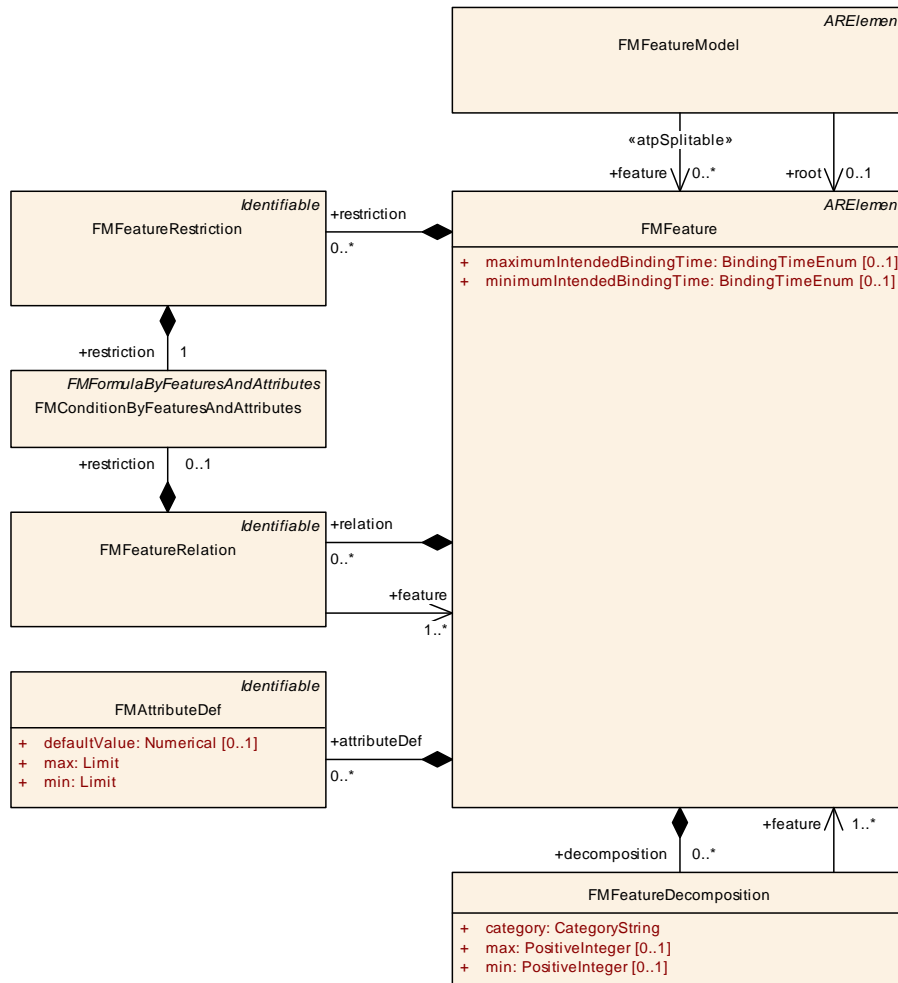 ARElemen
FMFeatureModel
«atpSplitable»
+feature 0..*
+root 0..1
Identifiable
FMFeatureRestriction
+restriction
0..*
ARElemen
FMFeature
+ maximumIntendedBindingTime: BindingTimeEnum [0..1]
+ minimumIntendedBindingTime: BindingTimeEnum [0..1]
+restriction 1
FMFormulaByFeaturesAndAttributes
FMConditionByFeaturesAndAttributes
+restriction 0..1
Identifiable
FMFeatureRelation
+relation
0..*
+feature
1..*
Identifiable
FMAttributeDef
+ defaultValue: Numerical [0..1]
+ max: Limit
+ min: Limit
+attributeDef
0..*
+feature 1..*
+decomposition 0..*
FMFeatureDecomposition
+ category: CategoryString
+ max: PositiveInteger [0..1]
+ min: PositiveInteger [0..1]